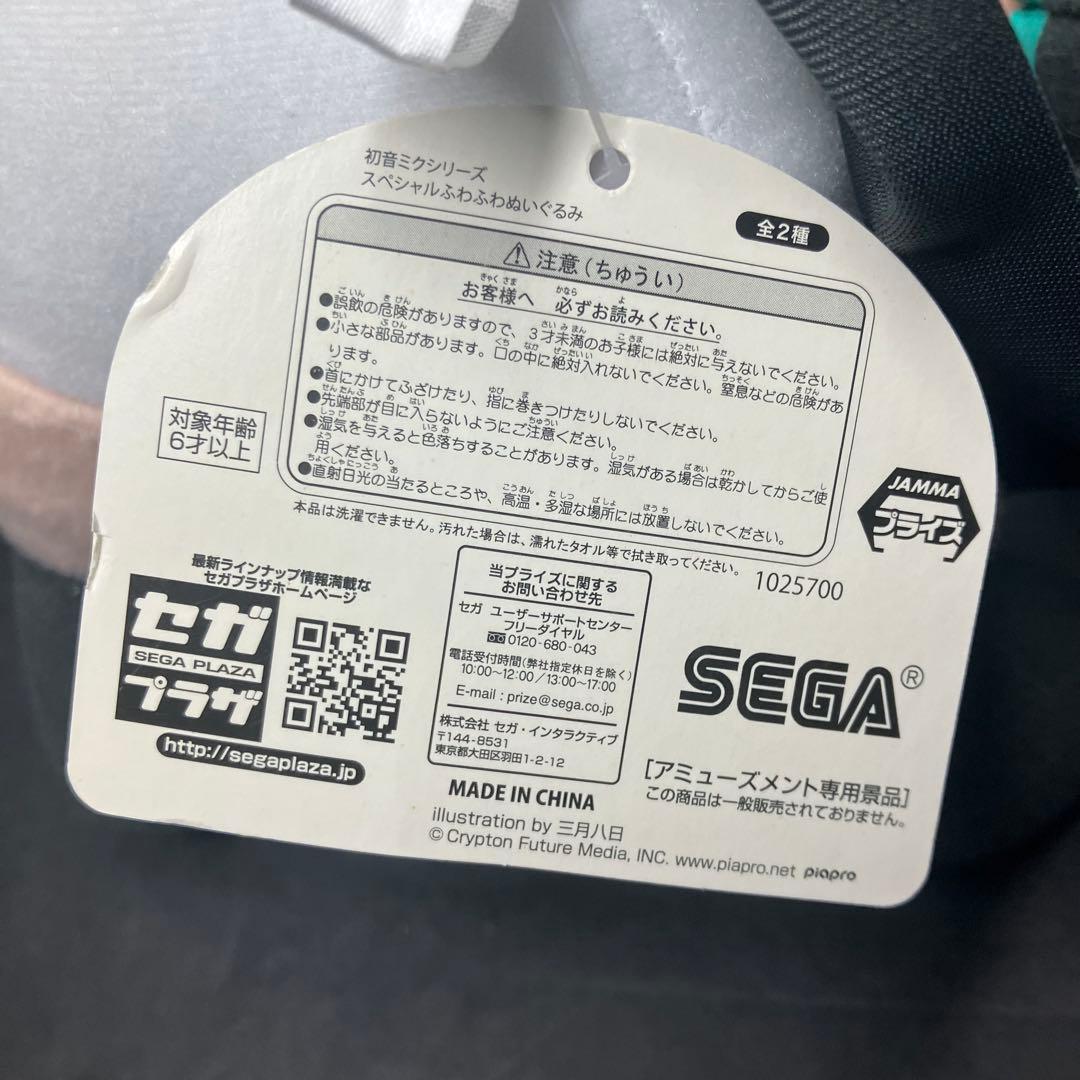 初音ミクシリーズ
スペシャルふわふわぬいぐるみ
全2種
注意(ちゅうい)
お客様へ 必ずお読みください。
●誤飲の危険がありますので、3才未満のお子様には絶対に与えないでください。
●小さな部品があります。口の中に絶対入れないでください。窒息などの危険があ
ります。
●首にかけてふざけたり、指に巻きつけたりしないでください。
●先端部が目に入らないようにご注意ください。
●湿気を与えると色落ちすることがあります。湿気がある場合は乾かしてからご使
用ください。
●直射日光の当たるところや、高温・多湿な場所には放置しないでください。
対象年齢
6才以上
JAMMA
プライズ
本品は洗濯できません。汚れた場合は、濡れたタオル等で拭き取ってください。
1025700
最新ラインナップ情報満載な
セガプラザホームページ
セガ
SEGA PLAZA
プラザ
http://segaplaza.jp
当プライズに関する
お問い合わせ先
セガ ユーザーサポートセンター
フリーダイヤル
0120-680-043
電話受付時間(弊社指定休日を除く)
10:00~12:00/13:00~17:00
E-mail : prize@sega.co.jp
株式会社 セガ・インタラクティブ
〒144-8531
東京都大田区羽田1-2-12
SEGA®
[アミューズメント専用景品]
この商品は一般販売されておりません。
MADE IN CHINA
illustration by 三月八日
© Crypton Future Media, INC. www.piapro.net piapro